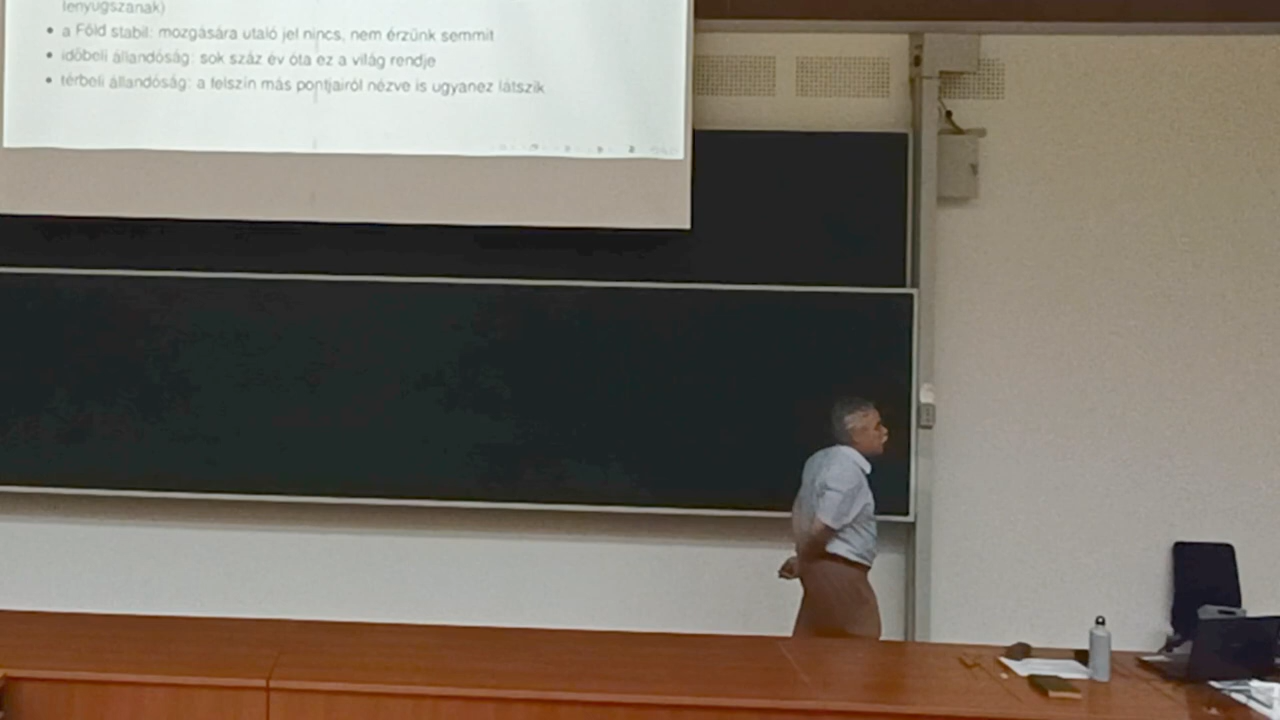 lenyugszanak)
• a Föld stabil: mozgására utaló jel nincs, nem érzünk semmit
• időbeli állandóság: sok száz év óta ez a világ rendje
• térbeli állandóság: a felszín más pontjairól nézve is ugyanez látszik